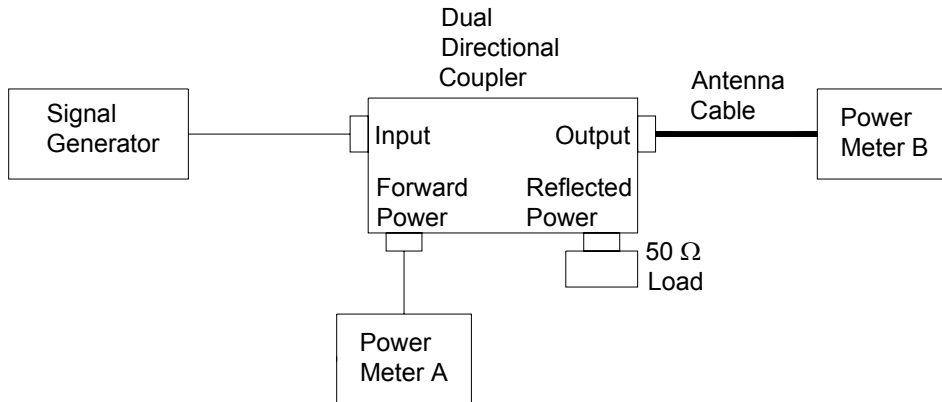 Dual
Directional
Coupler
Signal
Generator
Input
Output
Antenna
Cable
Power
Meter B
Forward
Power
Reflected
Power
50 Ω
Load
Power
Meter A